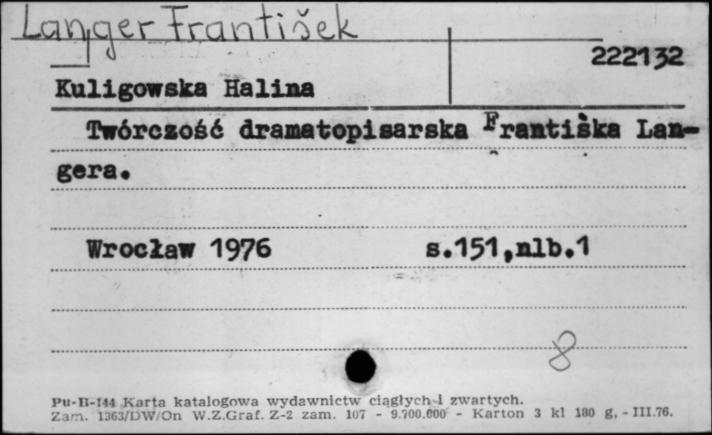 Langer František
222132
Kuligowska Halina
Twórczość dramatopisarska Františka Lan-
gera.
Wrocław 1976 s.151,nlb.1
8
Pu-B-144 Karta katalogowa wydawnictw ciągłych i zwartych.
Zam. 1363/DW/On W.Z.Graf. Z-2 zam. 107 - 9.700.000 - Karton 3 kl 180 g, - III.76.